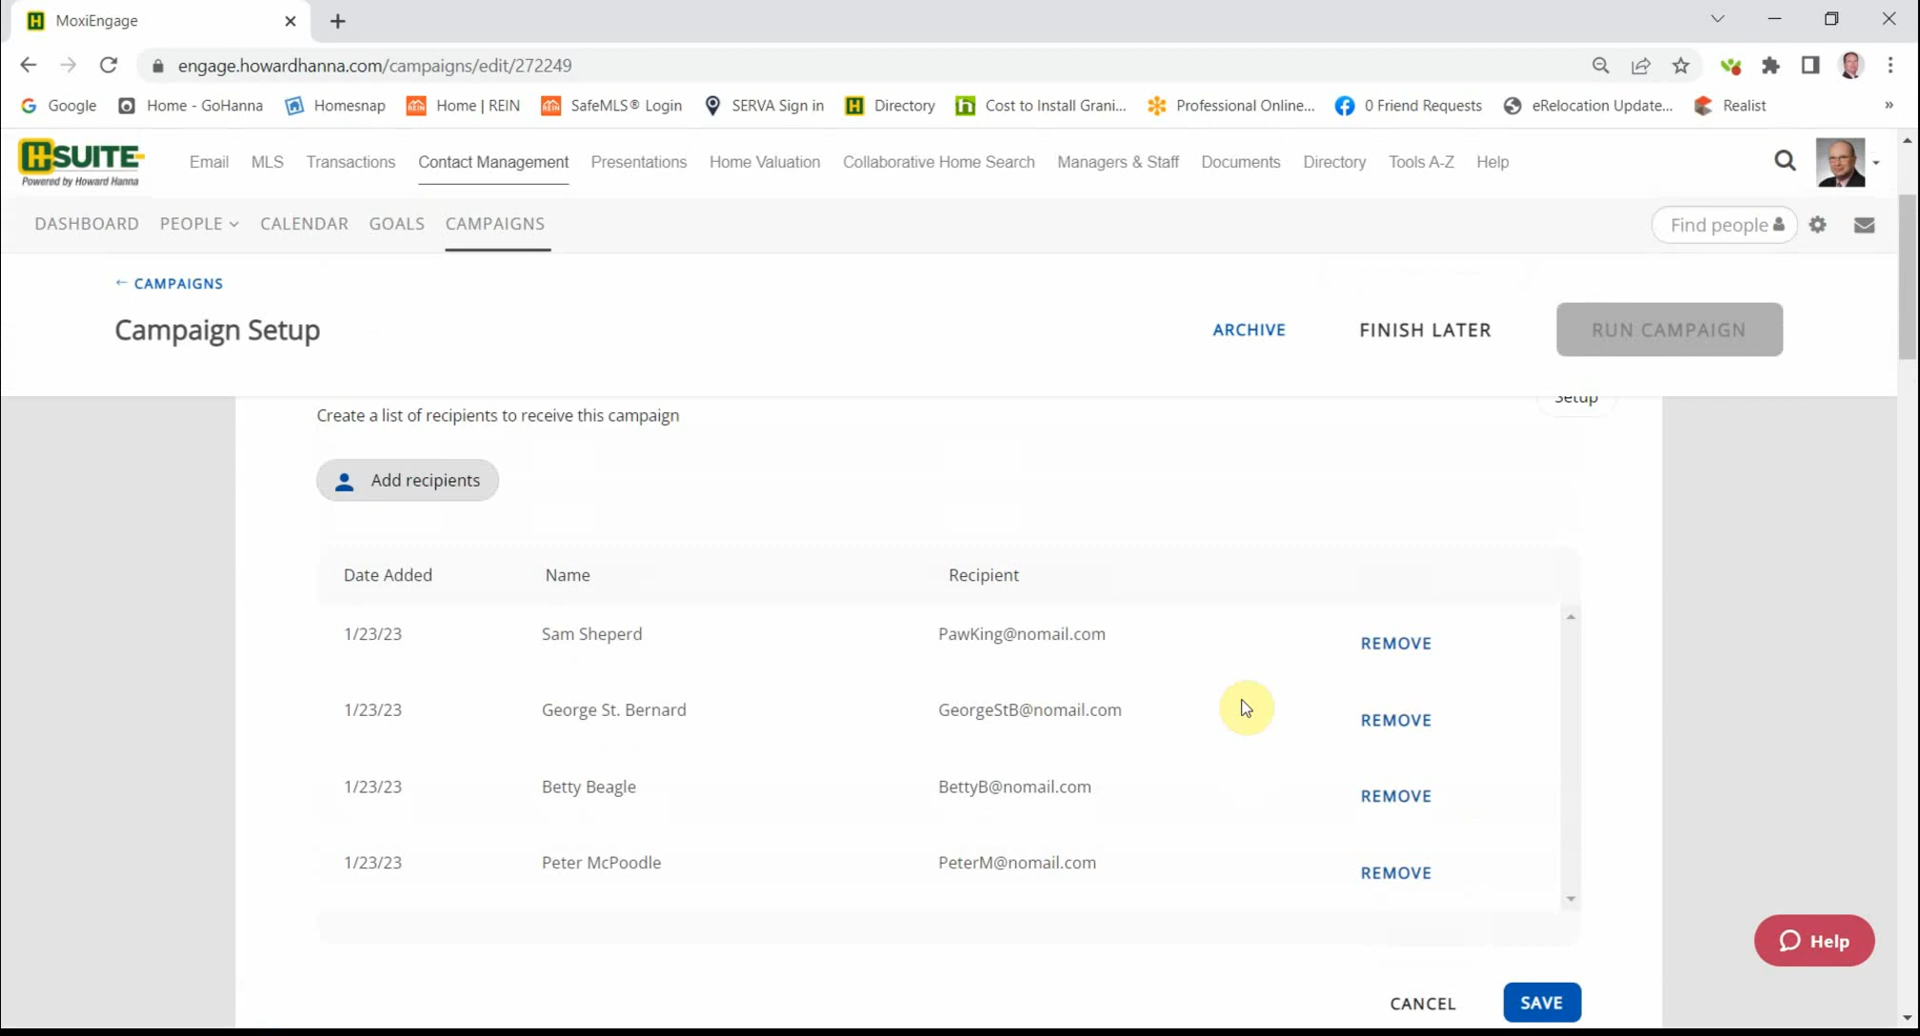 MoxiEngage
engage.howardhanna.com/campaigns/edit/272249
Google Home - GoHanna Homesnap Home | REIN SafeMLS® Login SERVA Sign in Directory Cost to Install Grani... Professional Online... 0 Friend Requests eRelocation Update... Realist »
H SUITE
Powered by Howard Hanna
Email MLS Transactions Contact Management Presentations Home Valuation Collaborative Home Search Managers & Staff Documents Directory Tools A-Z Help
DASHBOARD PEOPLE CALENDAR GOALS CAMPAIGNS Find people
← CAMPAIGNS
Campaign Setup ARCHIVE FINISH LATER RUN CAMPAIGN
Setup
Create a list of recipients to receive this campaign
Add recipients
Date Added Name Recipient
1/23/23 Sam Sheperd PawKing@nomail.com REMOVE
1/23/23 George St. Bernard GeorgeStB@nomail.com REMOVE
1/23/23 Betty Beagle BettyB@nomail.com REMOVE
1/23/23 Peter McPoodle PeterM@nomail.com REMOVE
Help
CANCEL SAVE